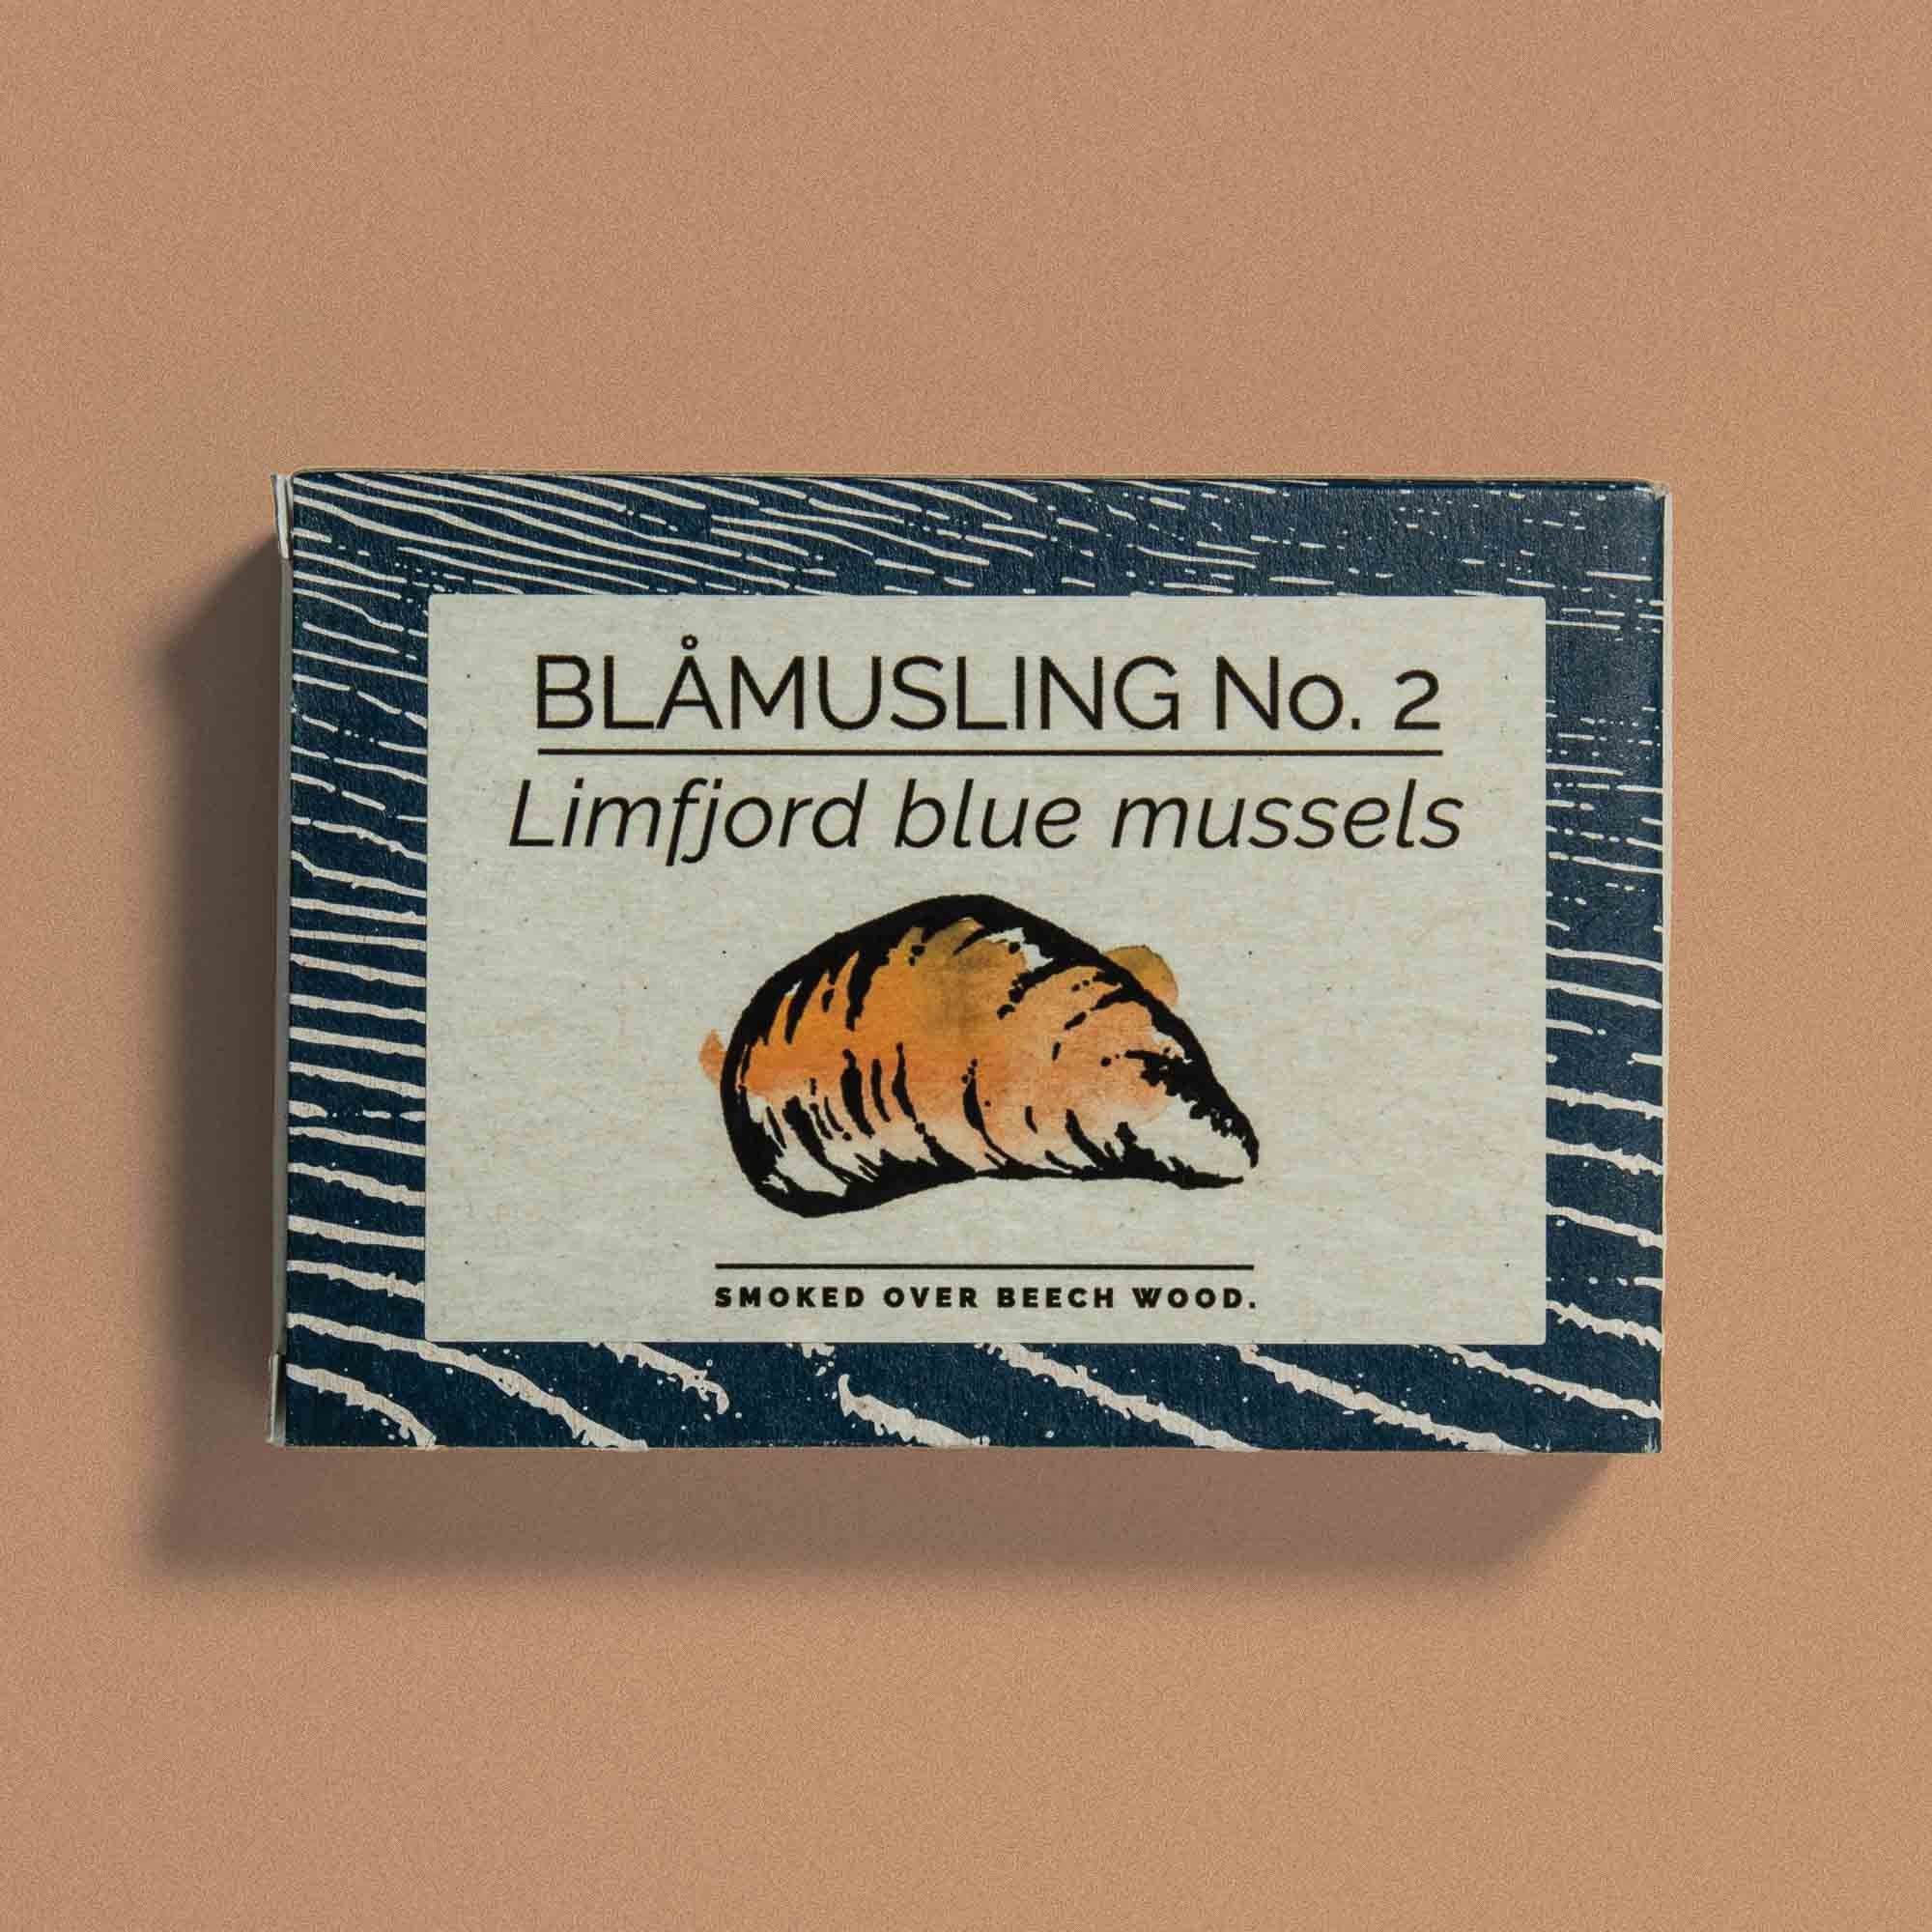 BLÅMUSLING No. 2
Limfjord blue mussels
SMOKED OVER BEECH WOOD.